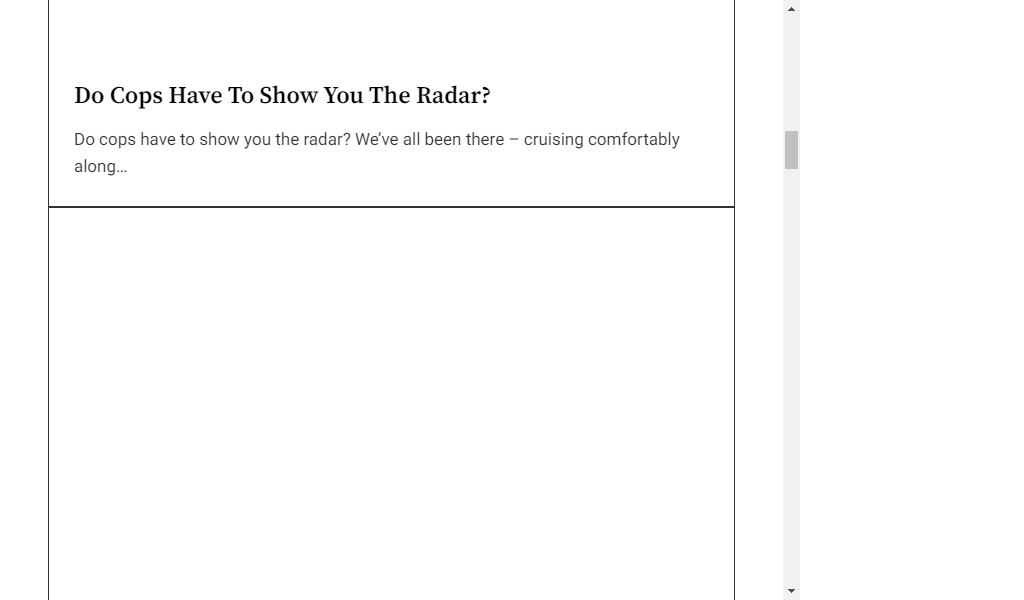 Do Cops Have To Show You The Radar?
Do cops have to show you the radar? We’ve all been there – cruising comfortably
along…